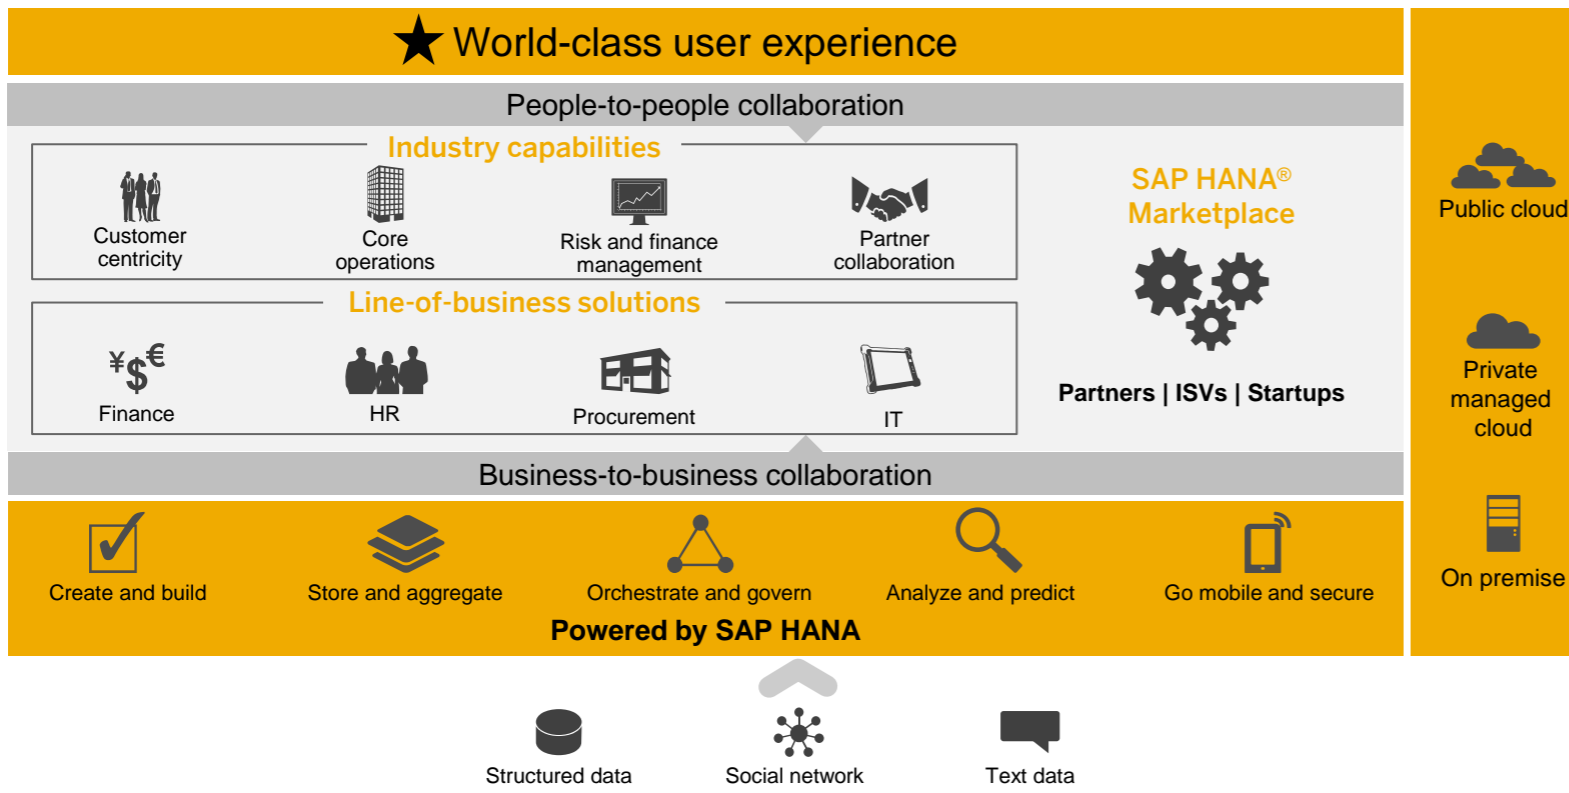 World-class user experience
People-to-people collaboration
Industry capabilities
Customer
centricity
Core
operations
Risk and finance
management
Partner
collaboration
Line-of-business solutions
¥$€
Finance
HR
Procurement
IT
SAP HANA®
Marketplace
Partners | ISVs | Startups
Business-to-business collaboration
Create and build
Store and aggregate
Orchestrate and govern
Analyze and predict
Go mobile and secure
Powered by SAP HANA
Structured data
Social network
Text data
Public cloud
Private
managed
cloud
On premise